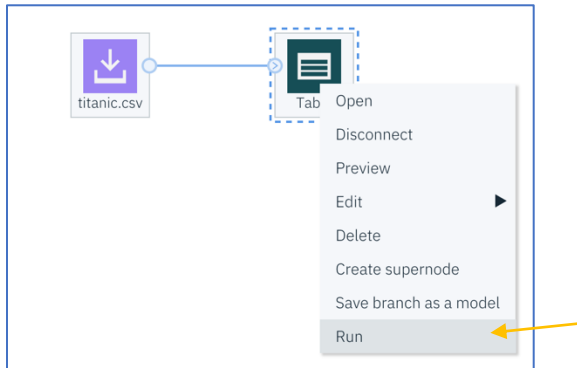 titanic.csv
Tab
Open
Disconnect
Preview
Edit
Delete
Create supernode
Save branch as a model
Run